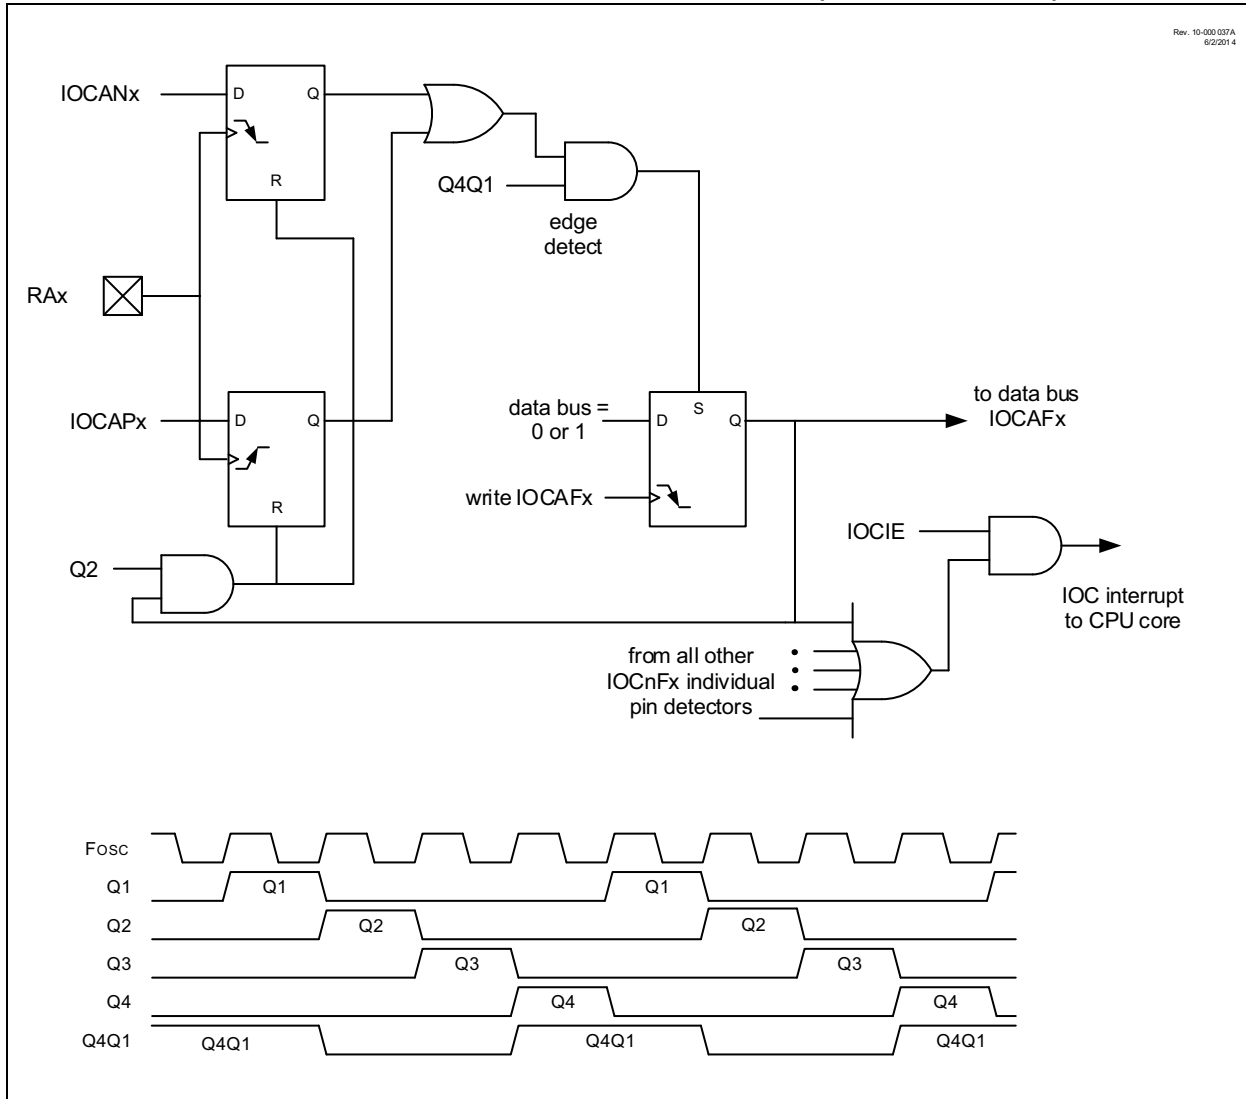 Rev. 10-000 037A
6/2/2014
IOCANx
D
Q
R
Q4Q1
edge
detect
RAx
IOCAPx
D
Q
R
data bus =
0 or 1
D
S
Q
to data bus
IOCAFx
write IOCAFx
IOCIE
Q2
IOC interrupt
to CPU core
from all other
IOCnFx individual
pin detectors
FOSC
Q1
Q1
Q1
Q2
Q2
Q2
Q3
Q3
Q3
Q4
Q4
Q4
Q4Q1
Q4Q1
Q4Q1
Q4Q1